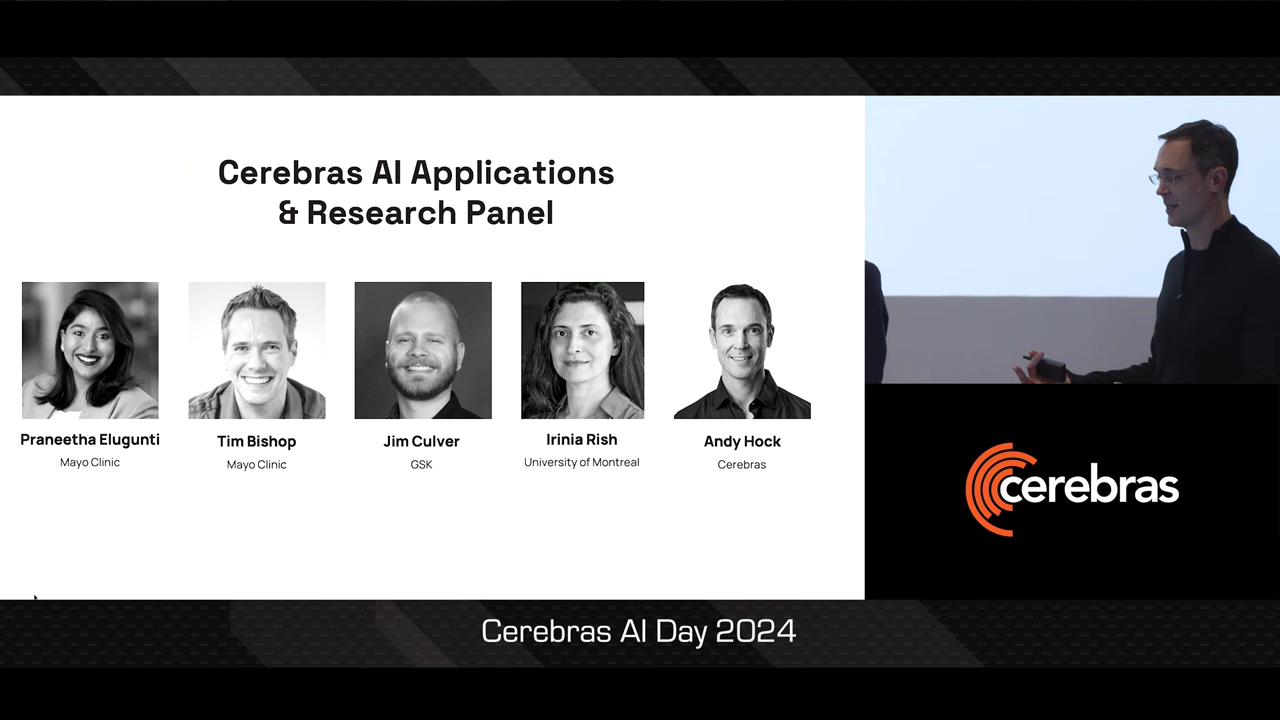 Cerebras AI Applications
& Research Panel
Praneetha Elugunti
Mayo Clinic
Tim Bishop
Mayo Clinic
Jim Culver
GSK
Irinia Rish
University of Montreal
Andy Hock
Cerebras
cerebras
Cerebras AI Day 2024